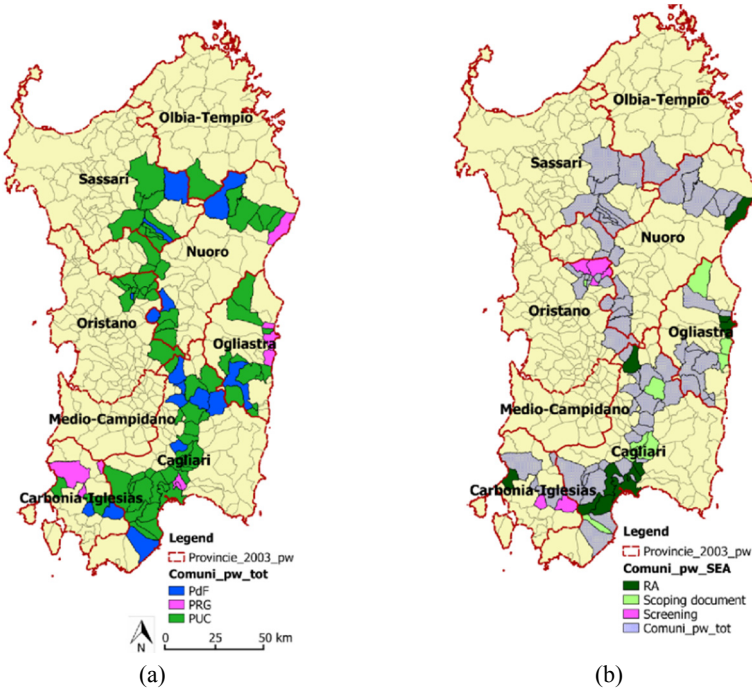 Olbia-Tempio
Sassari
Nuoro
Oristano
Ogliastra
Medio-Campidano
Cagliari
Carbonia-Iglesias
Legend
Provincie_2003_pw
Comuni_pw_tot
PdF
PRG
PUC
N
0 25 50 km
(a)
Olbia-Tempio
Sassari
Nuoro
Oristano
Ogliastra
Medio-Campidano
Cagliari
Carbonia-Iglesias
Legend
Provincie_2003_pw
Comuni_pw_SEA
RA
Scoping document
Screening
Comuni_pw_tot
(b)